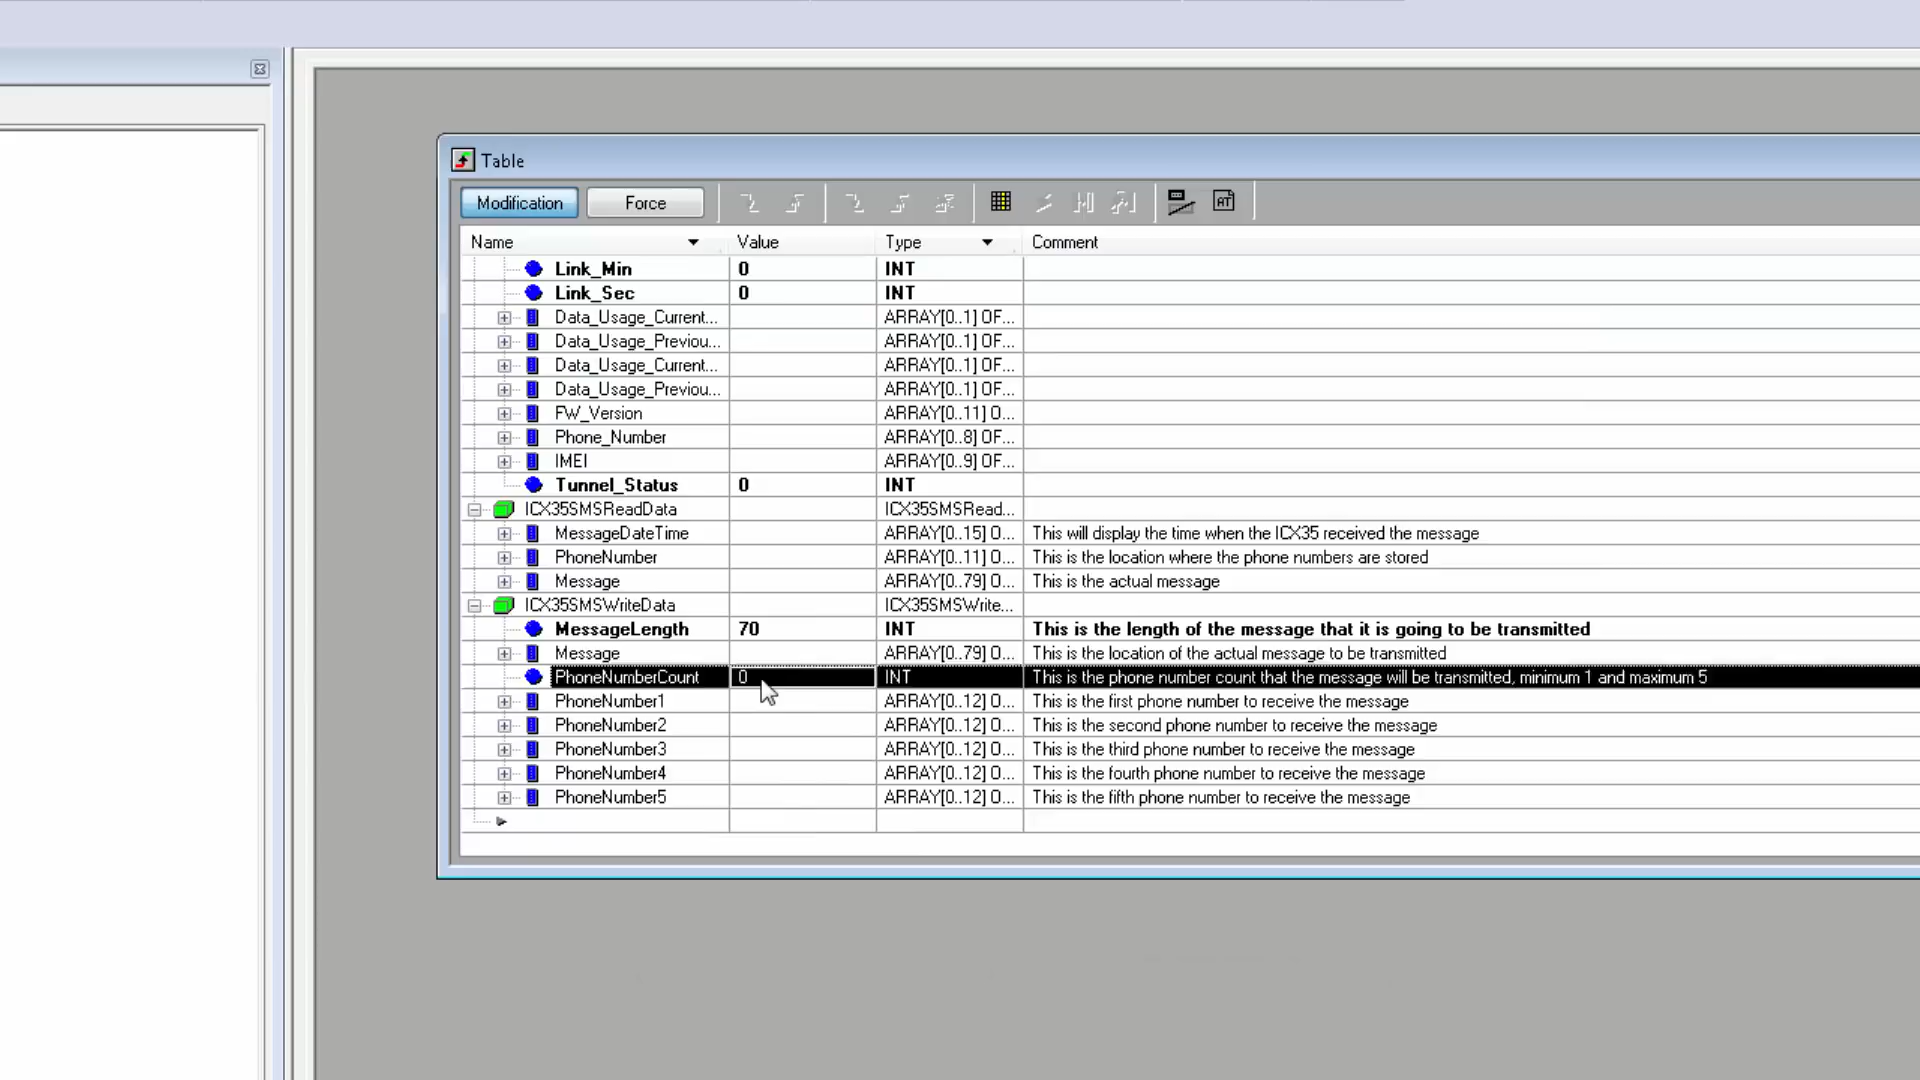 Table
Modification Force AT
Name Value Type Comment
Link_Min 0 INT
Link_Sec 0 INT
Data_Usage_Current... ARRAY[0..1] OF...
Data_Usage_Previou... ARRAY[0..1] OF...
Data_Usage_Current... ARRAY[0..1] OF...
Data_Usage_Previou... ARRAY[0..1] OF...
FW_Version ARRAY[0..11] O...
Phone_Number ARRAY[0..8] OF...
IMEI ARRAY[0..9] OF...
Tunnel_Status 0 INT
ICX35SMSReadData ICX35SMSRead...
MessageDateTime ARRAY[0..15] O... This will display the time when the ICX35 received the message
PhoneNumber ARRAY[0..11] O... This is the location where the phone numbers are stored
Message ARRAY[0..79] O... This is the actual message
ICX35SMSWriteData ICX35SMSWrite...
MessageLength 70 INT This is the length of the message that it is going to be transmitted
Message ARRAY[0..79] O... This is the location of the actual message to be transmitted
PhoneNumberCount 0 INT This is the phone number count that the message will be transmitted, minimum 1 and maximum 5
PhoneNumber1 ARRAY[0..12] O... This is the first phone number to receive the message
PhoneNumber2 ARRAY[0..12] O... This is the second phone number to receive the message
PhoneNumber3 ARRAY[0..12] O... This is the third phone number to receive the message
PhoneNumber4 ARRAY[0..12] O... This is the fourth phone number to receive the message
PhoneNumber5 ARRAY[0..12] O... This is the fifth phone number to receive the message